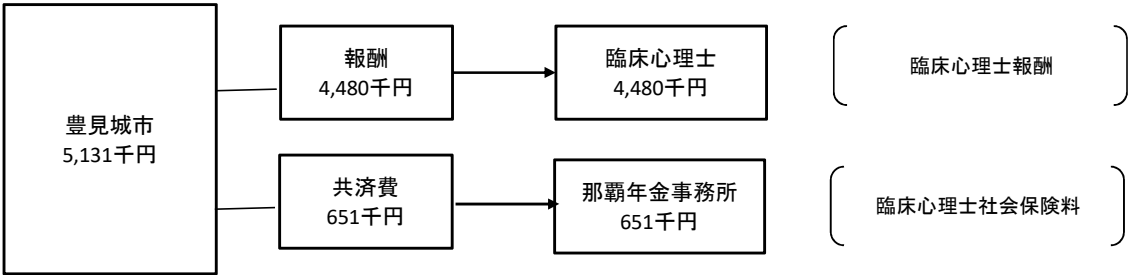 豊見城市
5,131千円
報酬
4,480千円
臨床心理士
4,480千円
臨床心理士報酬
共済費
651千円
那覇年金事務所
651千円
臨床心理士社会保険料